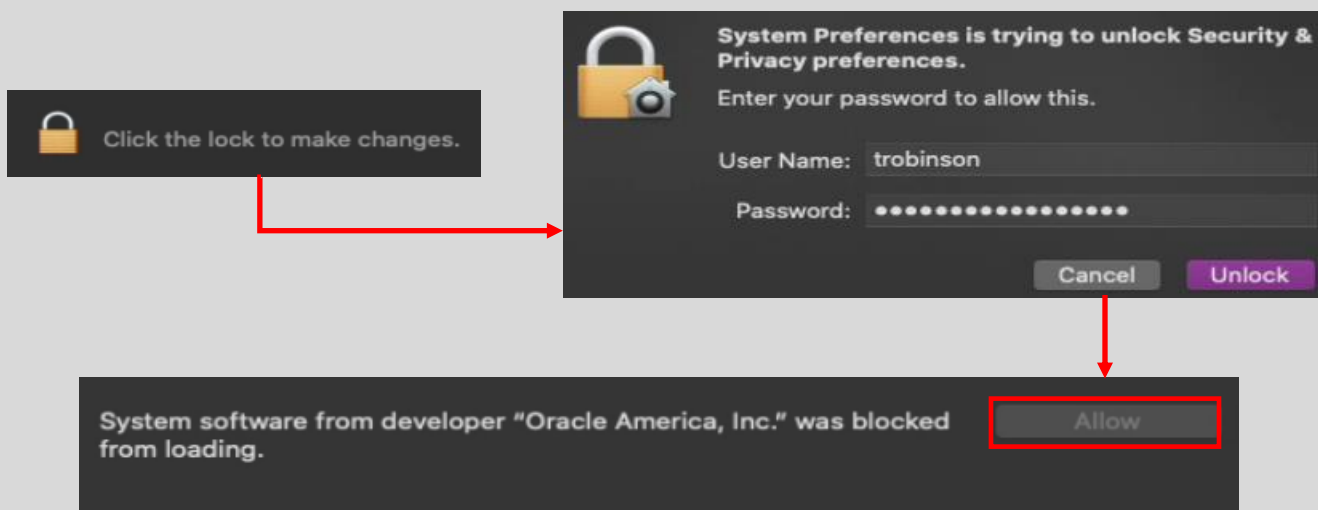 System Preferences is trying to unlock Security &
Privacy preferences.
Enter your password to allow this.
Click the lock to make changes.
User Name: trobinson
Password: •••••••••••••••••
Cancel Unlock
System software from developer “Oracle America, Inc.” was blocked Allow
from loading.